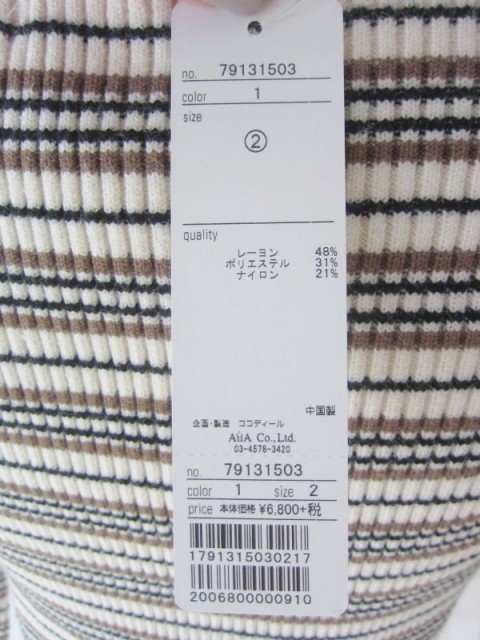 no. 79131503
color 1
size
②
quality
レーヨン 48%
ポリエステル 31%
ナイロン 21%
中国製
企画・製造 ココディール
AiiA Co.,Ltd.
03-4576-3420
no. 79131503
color 1 size 2
price 本体価格 ¥6,800+税
1791315030217
2006800000910